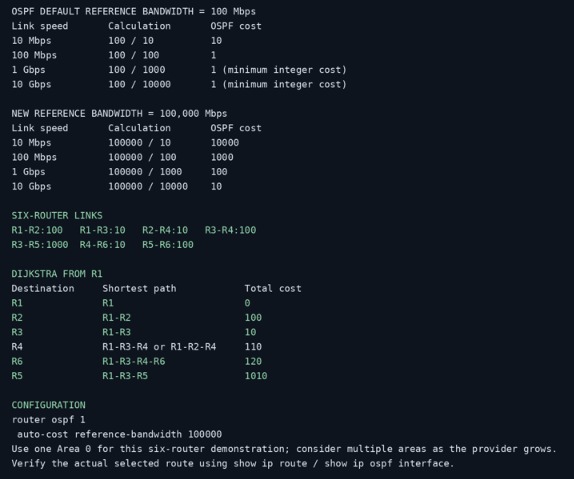 OSPF DEFAULT REFERENCE BANDWIDTH = 100 Mbps
Link speed       Calculation       OSPF cost
10 Mbps          100 / 10          10
100 Mbps         100 / 100         1
1 Gbps           100 / 1000        1 (minimum integer cost)
10 Gbps          100 / 10000       1 (minimum integer cost)

NEW REFERENCE BANDWIDTH = 100,000 Mbps
Link speed       Calculation       OSPF cost
10 Mbps          100000 / 10       10000
100 Mbps         100000 / 100      1000
1 Gbps           100000 / 1000     100
10 Gbps          100000 / 10000    10

SIX-ROUTER LINKS
R1-R2:100   R1-R3:10   R2-R4:10   R3-R4:100
R3-R5:1000  R4-R6:10   R5-R6:100

DIJKSTRA FROM R1
Destination     Shortest path           Total cost
R1              R1                      0
R2              R1-R2                   100
R3              R1-R3                   10
R4              R1-R3-R4 or R1-R2-R4    110
R6              R1-R3-R4-R6             120
R5              R1-R3-R5                1010

CONFIGURATION
router ospf 1
 auto-cost reference-bandwidth 100000
Use one Area 0 for this six-router demonstration; consider multiple areas as the provider grows.
Verify the actual selected route using show ip route / show ip ospf interface.